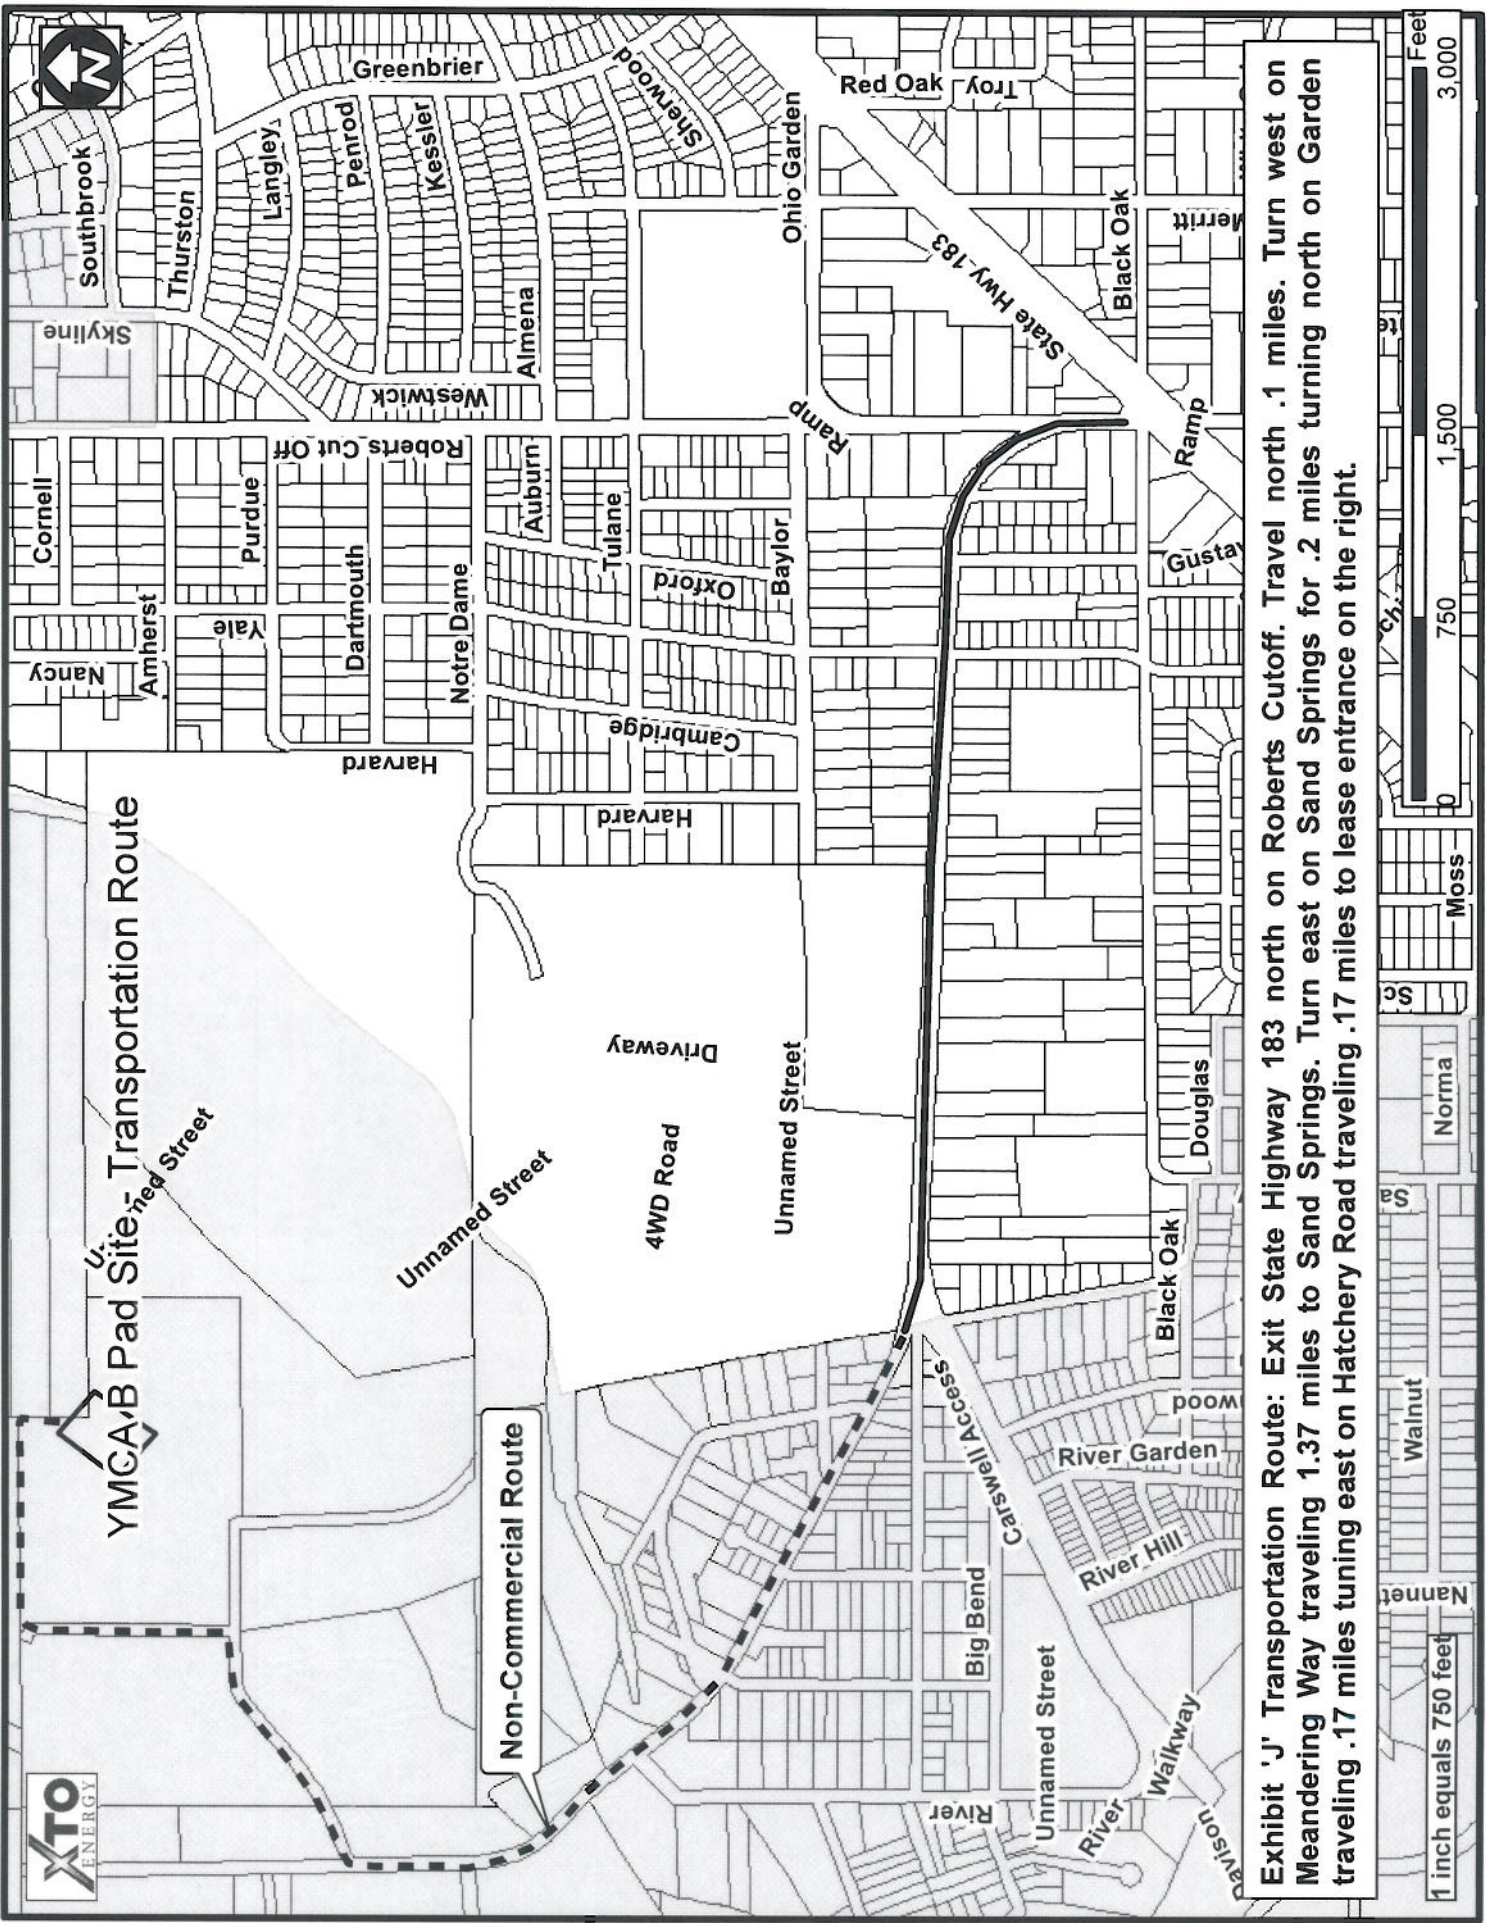 XTO
ENERGY
YMCA B Pad Site - Transportation Route
N
Unnamed Street
Cornell
Nancy
Amherst
Skyline
Southbrook
Thurston
Purdue
Yale
Roberts Cut Off
Langley
Dartmouth
Penrod
Greenbrier
Harvard
Westwick
Kessler
Notre Dame
Unnamed Street
Non-Commercial Route
Auburn
Almena
Tulane
Sherwood
Oxford
Cambridge
Harvard
Driveway
4WD Road
Unnamed Street
Baylor
Ramp
Ohio Garden
Red Oak
Troy
State Hwy 183
Black Oak
Merritt
Ramp
Gustav
Douglas
Black Oak
Carswell Access
River Garden
wood
River Hill
Big Bend
Unnamed Street
River
River
Walkway
Davison
Exhibit 'J' Transportation Route: Exit State Highway 183 north on Roberts Cutoff. Travel north .1 miles. Turn west on
Meandering Way traveling 1.37 miles to Sand Springs. Turn east on Sand Springs for .2 miles turning north on Garden
traveling .17 miles tuning east on Hatchery Road traveling .17 miles to lease entrance on the right.
Nannett
Walnut
Sa
Norma
Sc
Moss
1 inch equals 750 feet
0 750 1,500 3,000
Feet